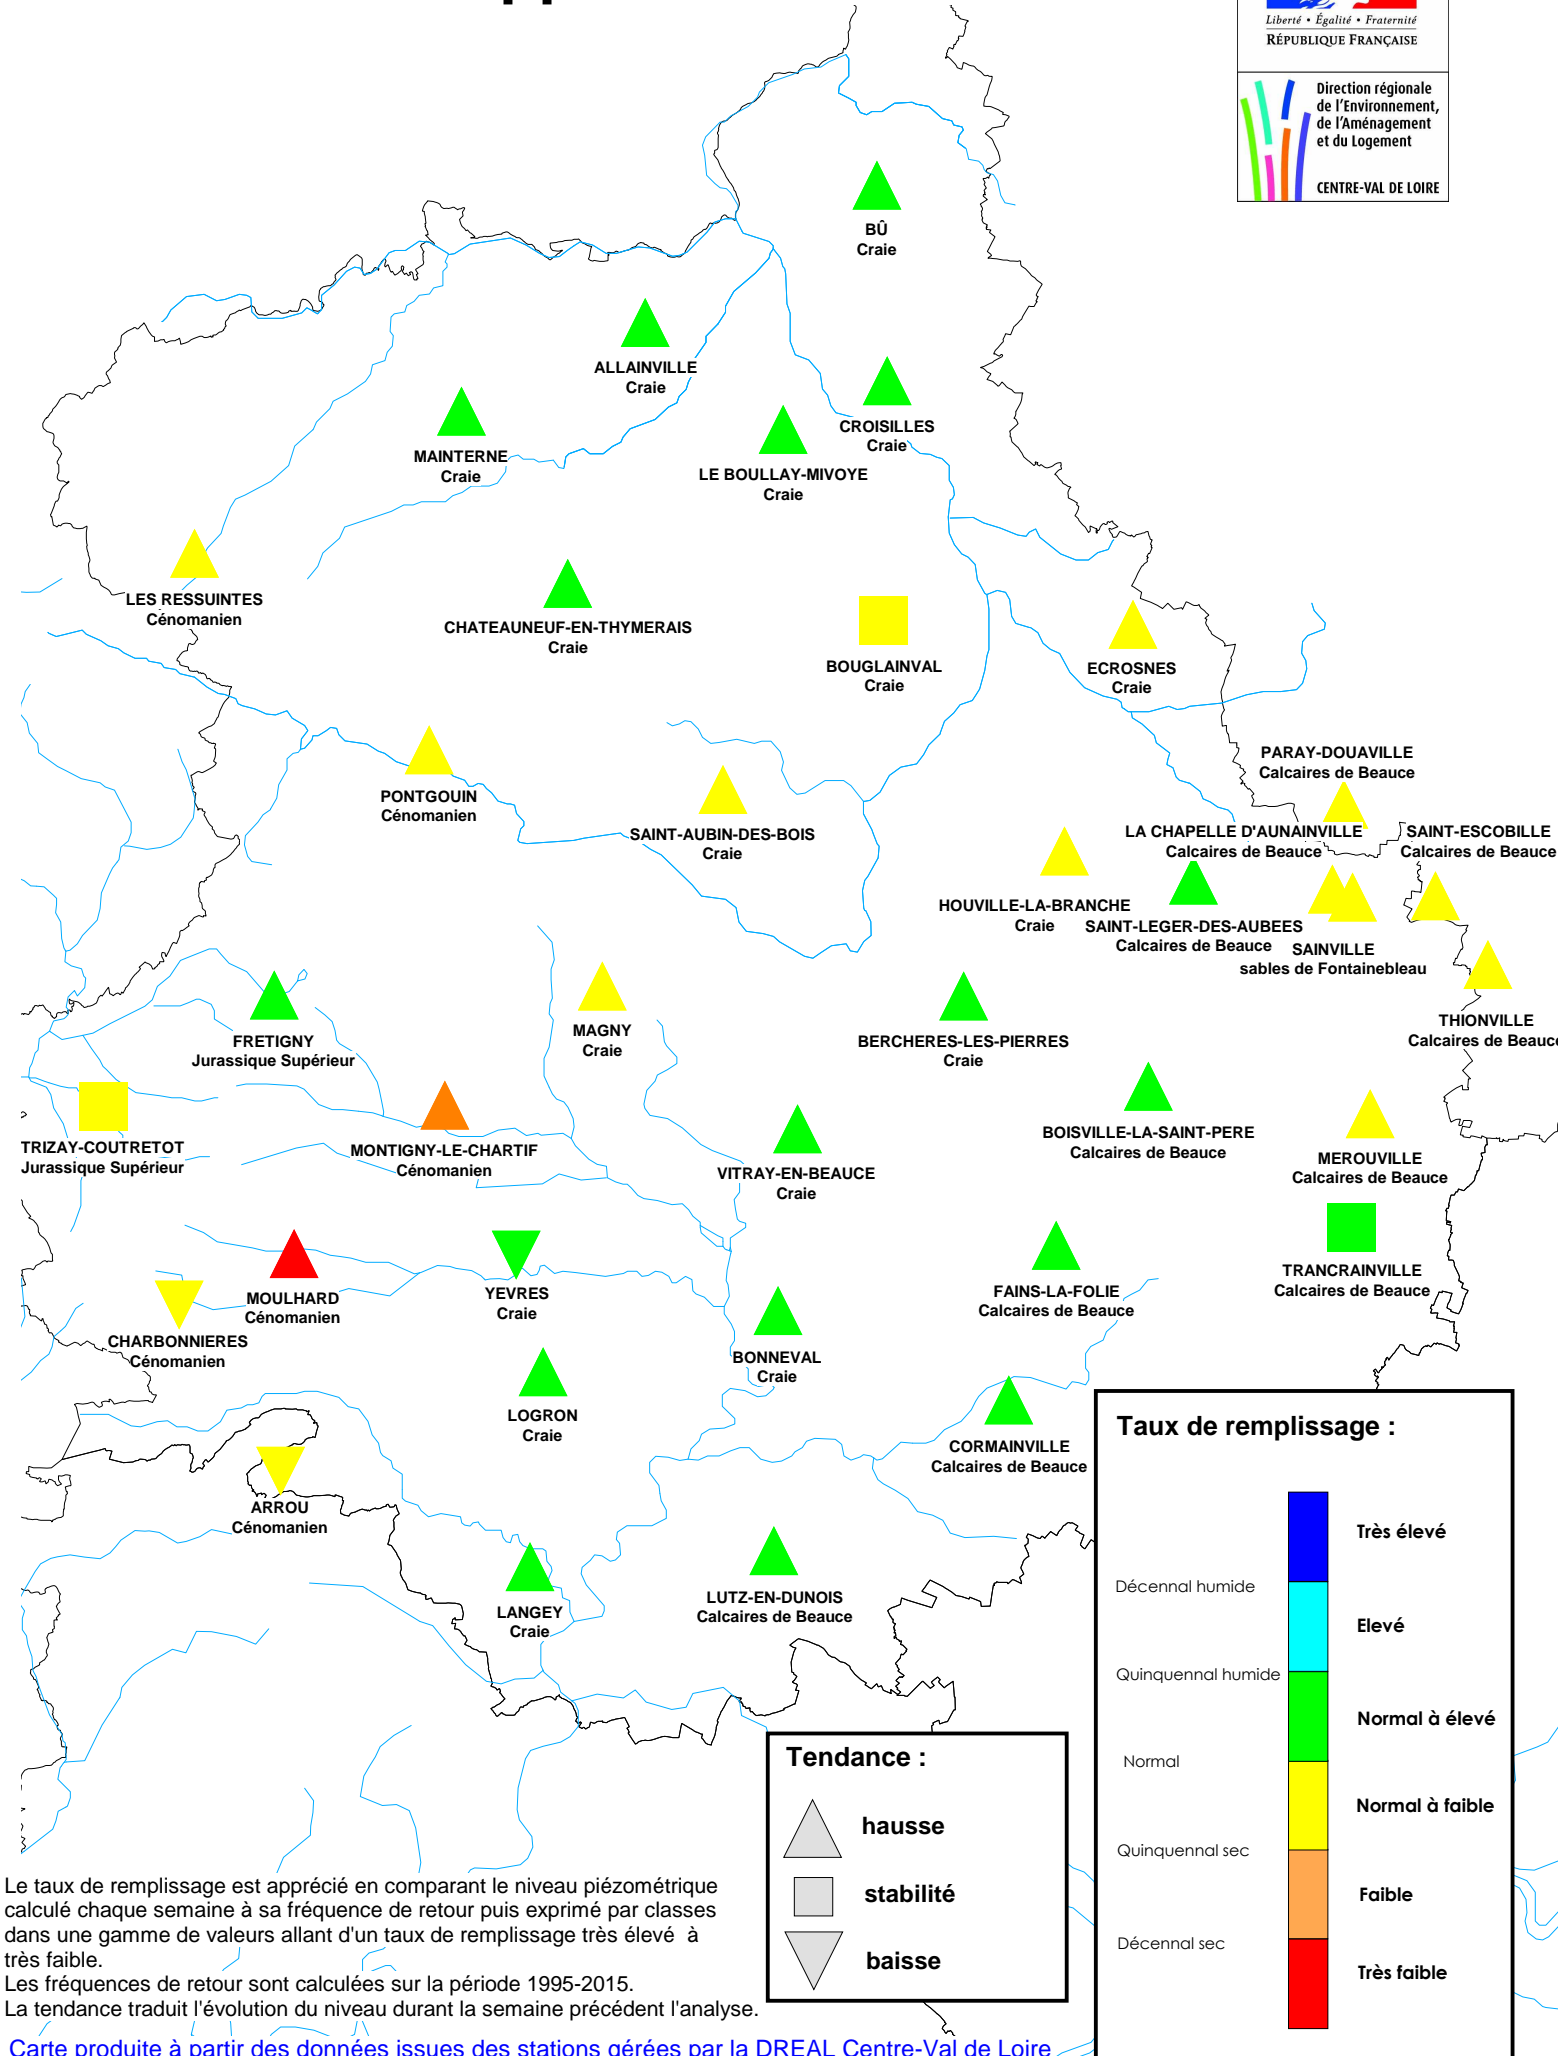 Liberté • Égalité • Fraternité
RÉPUBLIQUE FRANÇAISE
Direction régionale
de l'Environnement,
de l'Aménagement
et du Logement
CENTRE-VAL DE LOIRE
BÛ
Craie
ALLAINVILLE
Craie
CROISILLES
Craie
MAINTERNE
Craie
LE BOULLAY-MIVOYE
Craie
LES RESSUINTES
Cénomanien
CHATEAUNEUF-EN-THYMERAIS
Craie
BOUGLAINVAL
Craie
ECROSNES
Craie
PARAY-DOUAVILLE
Calcaires de Beauce
PONTGOUIN
Cénomanien
SAINT-AUBIN-DES-BOIS
Craie
LA CHAPELLE D'AUNAINVILLE
Calcaires de Beauce
SAINT-ESCOBILLE
Calcaires de Beauce
HOUVILLE-LA-BRANCHE
Craie
SAINT-LEGER-DES-AUBEES
Calcaires de Beauce
SAINVILLE
sables de Fontainebleau
THIONVILLE
Calcaires de Beauce
FRETIGNY
Jurassique Supérieur
MAGNY
Craie
BERCHERES-LES-PIERRES
Craie
TRIZAY-COUTRETOT
Jurassique Supérieur
MONTIGNY-LE-CHARTIF
Cénomanien
VITRAY-EN-BEAUCE
Craie
BOISVILLE-LA-SAINT-PERE
Calcaires de Beauce
MEROUVILLE
Calcaires de Beauce
MOULHARD
Cénomanien
YEVRES
Craie
FAINS-LA-FOLIE
Calcaires de Beauce
TRANCRAINVILLE
Calcaires de Beauce
CHARBONNIERES
Cénomanien
BONNEVAL
Craie
LOGRON
Craie
CORMAINVILLE
Calcaires de Beauce
ARROU
Cénomanien
LANGEY
Craie
LUTZ-EN-DUNOIS
Calcaires de Beauce
Taux de remplissage :
Très élevé
Décennal humide
Elevé
Quinquennal humide
Normal à élevé
Normal
Normal à faible
Quinquennal sec
Faible
Décennal sec
Très faible
Tendance :
hausse
stabilité
baisse
Le taux de remplissage est apprécié en comparant le niveau piézométrique
calculé chaque semaine à sa fréquence de retour puis exprimé par classes
dans une gamme de valeurs allant d'un taux de remplissage très élevé à
très faible.
Les fréquences de retour sont calculées sur la période 1995-2015.
La tendance traduit l'évolution du niveau durant la semaine précédent l'analyse.
Carte produite à partir des données issues des stations gérées par la DREAL Centre-Val de Loire